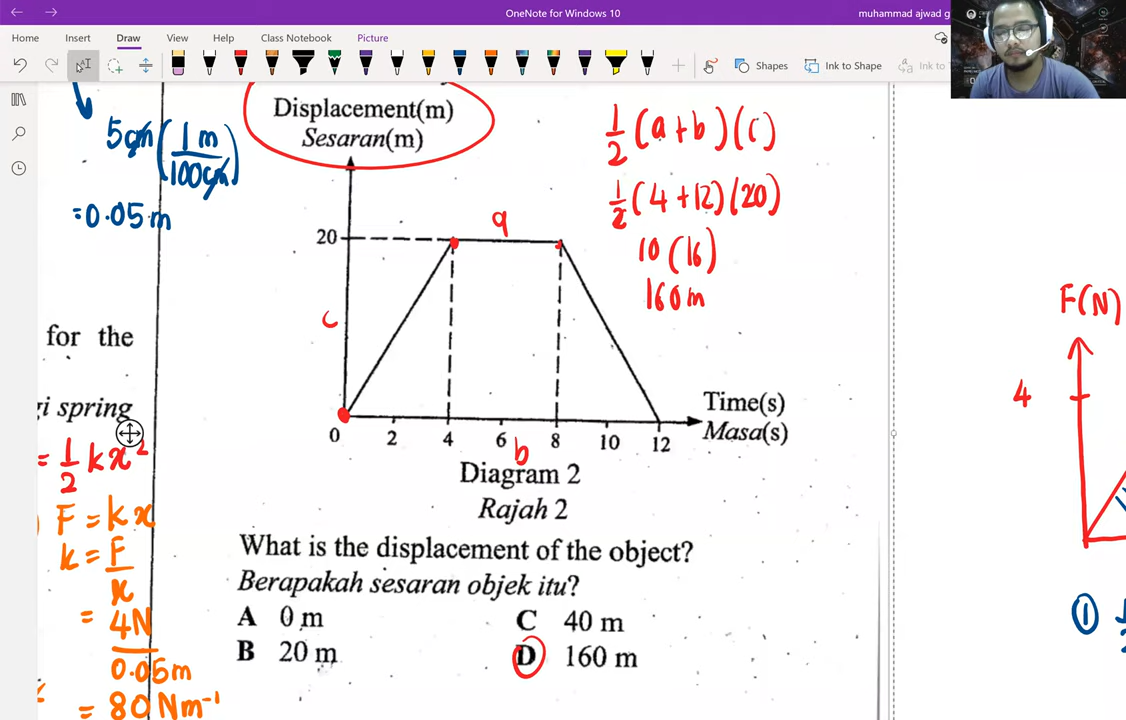 OneNote for Windows 10
muhammad ajwad g
Home Insert Draw View Help Class Notebook Picture
Shapes Ink to Shape Ink to
5cm (1 m / 100cm)
=0.05 m
for the
gi spring
= 1/2 k x²
F = kx
k = F / x
= 4N / 0.05m
= 80 Nm⁻¹
Displacement(m)
Sesaran(m)
20
a
c
0 2 4 6 8 10 12
b
Time(s)
Masa(s)
Diagram 2
Rajah 2
1/2 (a+b)(c)
1/2 (4+12)(20)
10 (16)
160 m
What is the displacement of the object?
Berapakah sesaran objek itu?
A 0 m
B 20 m
C 40 m
D 160 m
F(N)
4
①